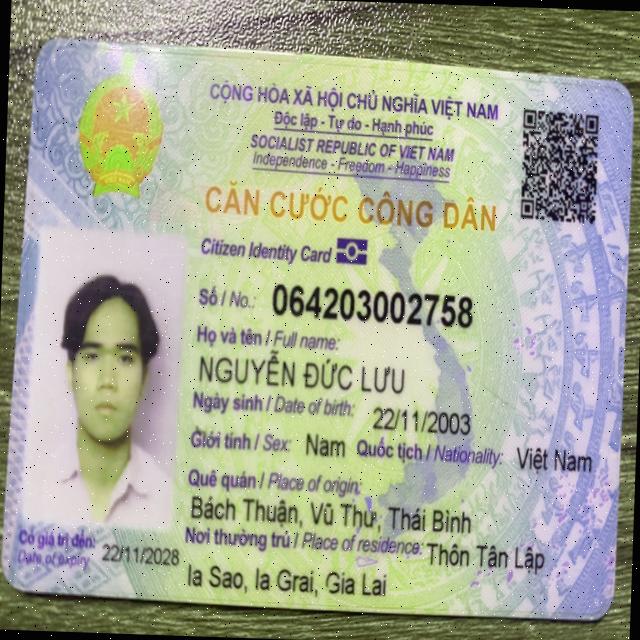 CỘNG HÒA XÃ HỘI CHỦ NGHĨA VIỆT NAM
Độc lập - Tự do - Hạnh phúc
SOCIALIST REPUBLIC OF VIET NAM
Independence - Freedom - Happiness
CĂN CƯỚC CÔNG DÂN
Citizen Identity Card
Số / No.: 064203002758
Họ và tên / Full name:
NGUYỄN ĐỨC LƯU
Ngày sinh / Date of birth: 22/11/2003
Giới tính / Sex: Nam Quốc tịch / Nationality: Việt Nam
Quê quán / Place of origin:
Bách Thuận, Vũ Thư, Thái Bình
Nơi thường trú / Place of residence: Thôn Tân Lập
Ia Sao, Ia Grai, Gia Lai
Có giá trị đến: 22/11/2028
Date of expiry